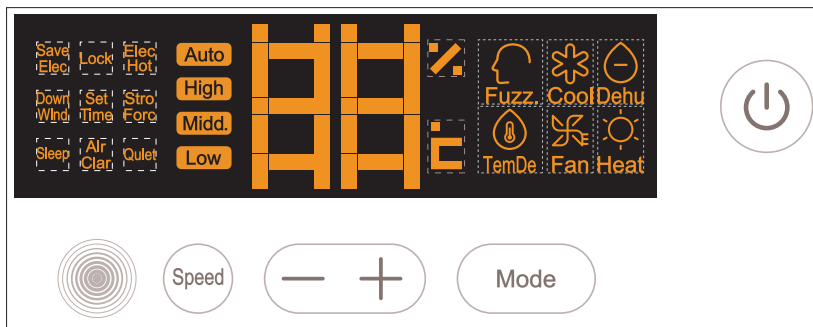 Save
Elec
Lock
Elec
Hot
Auto
Down
WInd
Set
Time
Stro
Forc
High
Midd.
Sleep
AIr
Clar
QuIet
Low
88
%
°C
Fuzz.
Cool
Dehu
TemDe
Fan
Heat
Speed
− +
Mode